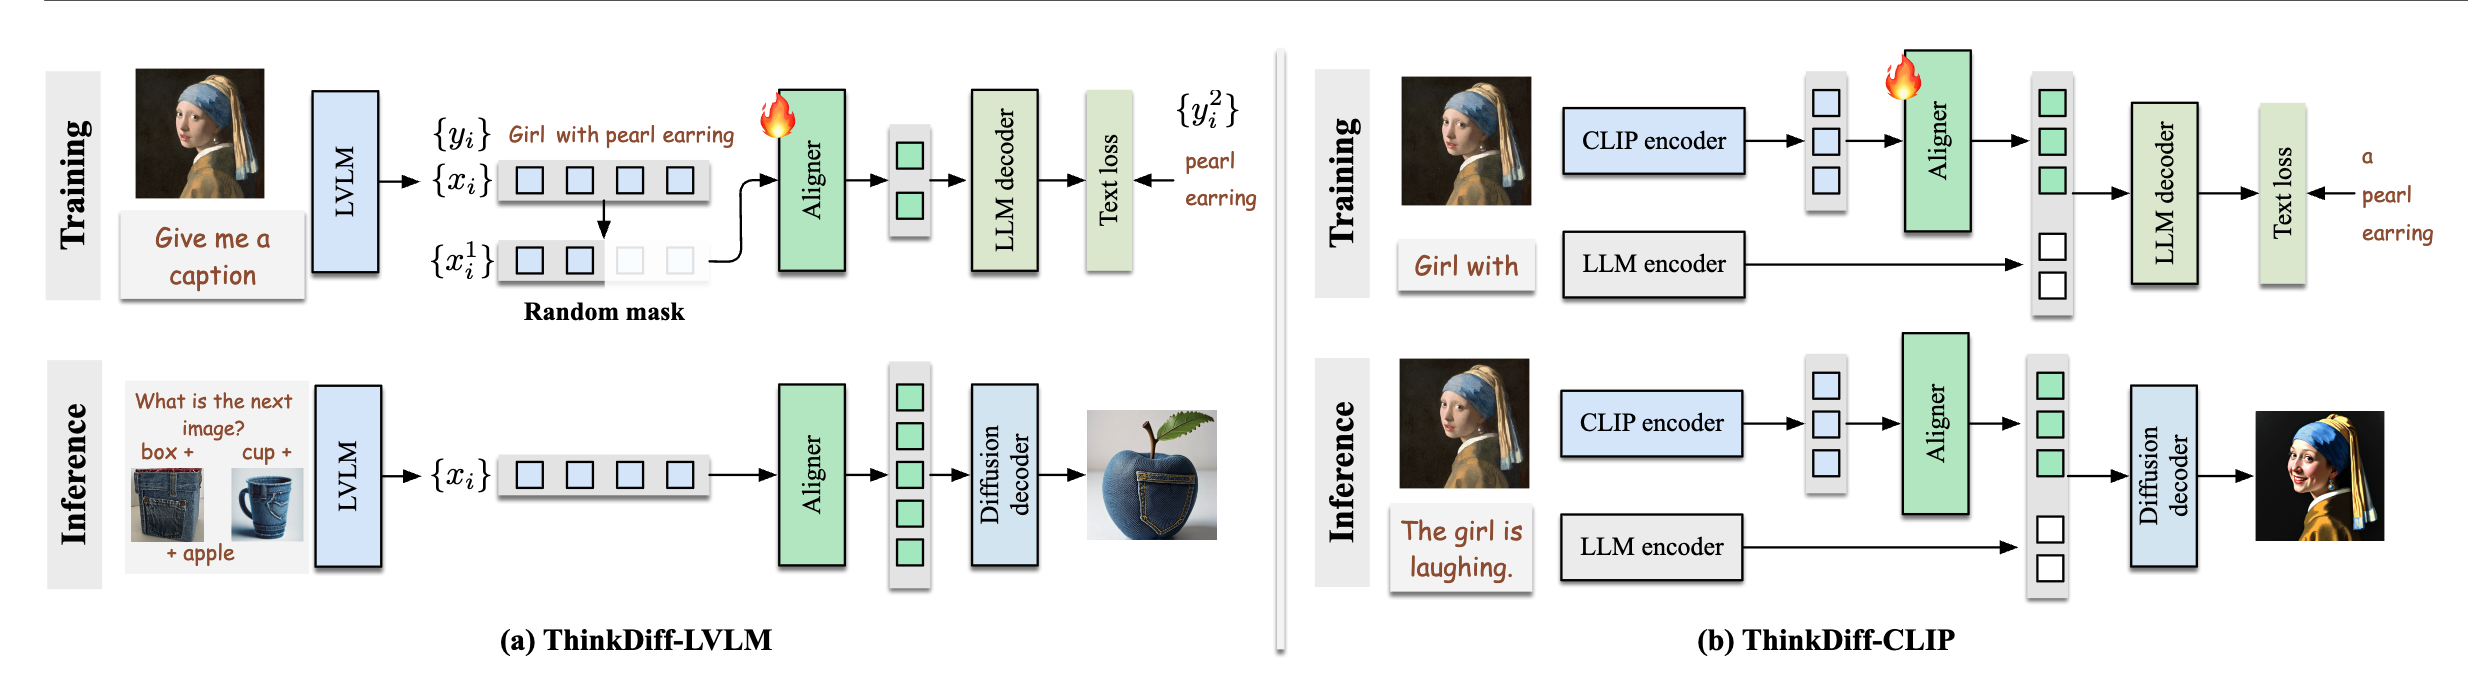 Training
Give me a
caption
LVLM
{y_i} Girl with pearl earring
{x_i}
{x_i^1}
Random mask
Aligner
LLM decoder
Text loss
{y_i^2}
pearl
earring
Inference
What is the next
image?
box + cup +
+ apple
LVLM
{x_i}
Aligner
Diffusion
decoder
(a) ThinkDiff-LVLM
Training
Girl with
CLIP encoder
LLM encoder
Aligner
LLM decoder
Text loss
a
pearl
earring
Inference
The girl is
laughing.
CLIP encoder
LLM encoder
Aligner
Diffusion
decoder
(b) ThinkDiff-CLIP